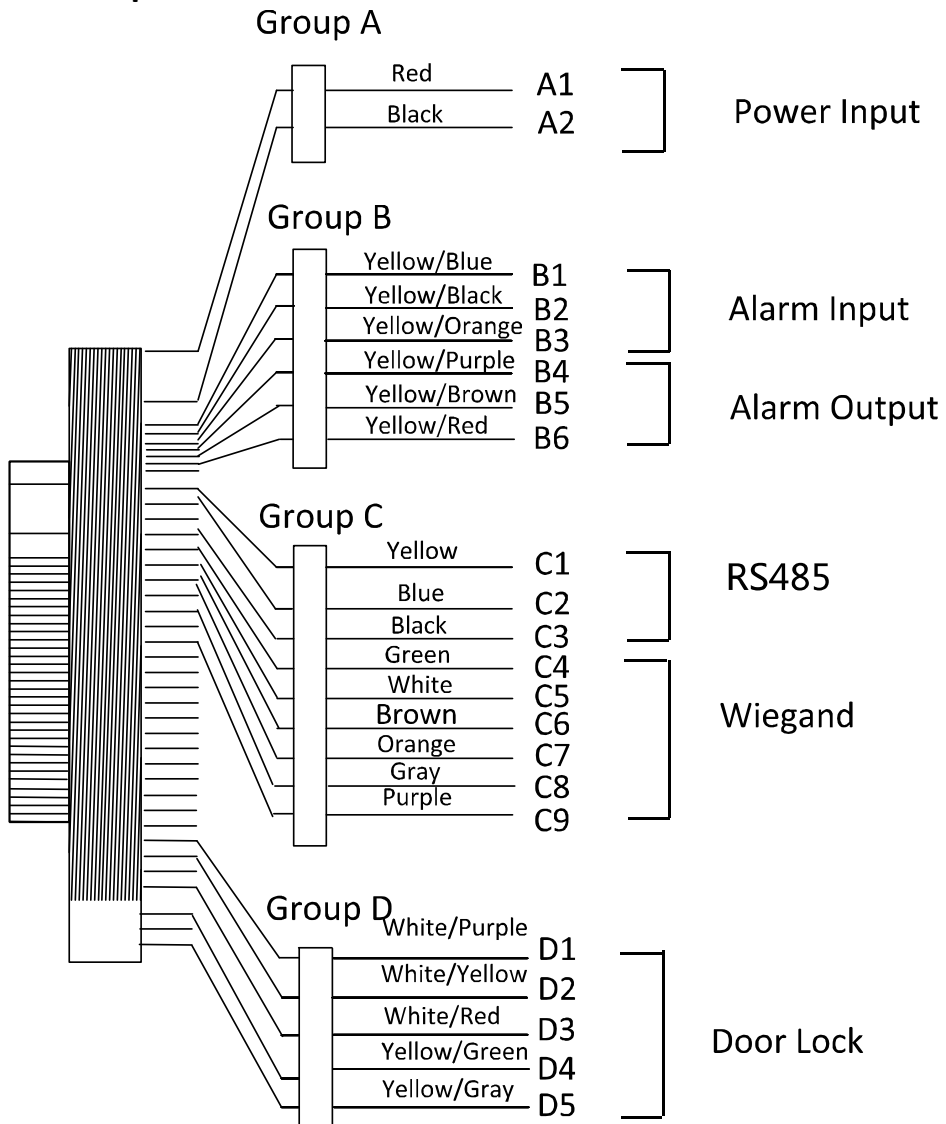 Group A
Red A1
Black A2
Power Input
Group B
Yellow/Blue B1
Yellow/Black B2
Yellow/Orange B3
Alarm Input
Yellow/Purple B4
Yellow/Brown B5
Yellow/Red B6
Alarm Output
Group C
Yellow C1
Blue C2
Black C3
RS485
Green C4
White C5
Brown C6
Orange C7
Gray C8
Purple C9
Wiegand
Group D
White/Purple D1
White/Yellow D2
White/Red D3
Yellow/Green D4
Yellow/Gray D5
Door Lock